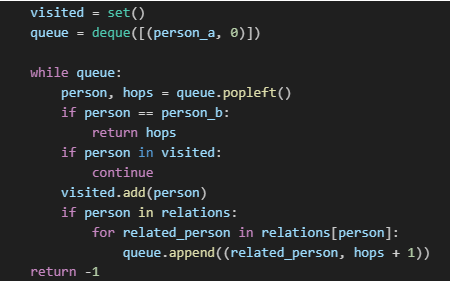 visited = set()
queue = deque([(person_a, 0)])

while queue:
    person, hops = queue.popleft()
    if person == person_b:
        return hops
    if person in visited:
        continue
    visited.add(person)
    if person in relations:
        for related_person in relations[person]:
            queue.append((related_person, hops + 1))
return -1